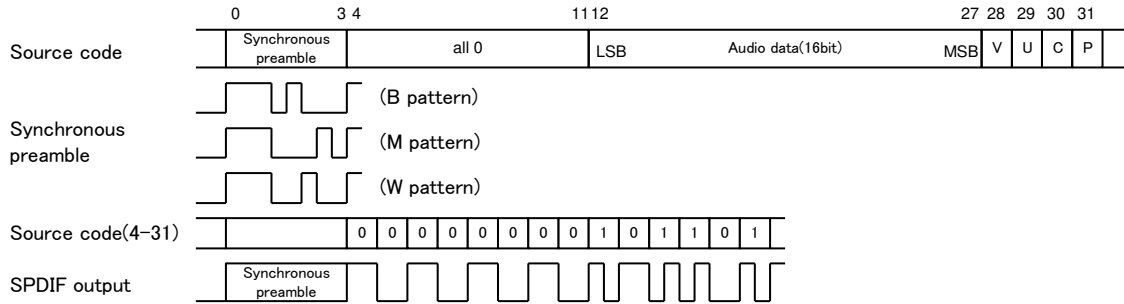 0 3 4 11 12 27 28 29 30 31
Source code Synchronous preamble all 0 LSB Audio data(16bit) MSB V U C P
(B pattern)
Synchronous preamble (M pattern)
(W pattern)
Source code(4-31) 0 0 0 0 0 0 0 0 1 0 1 1 0 1
SPDIF output Synchronous preamble